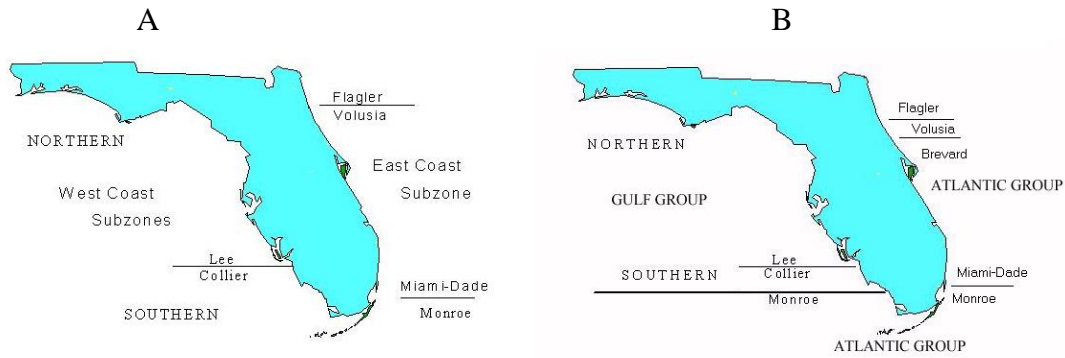 A
B
Flagler
Volusia
NORTHERN
East Coast
Subzone
West Coast
Subzones
Lee
Collier
Miami-Dade
Monroe
SOUTHERN
Flagler
Volusia
Brevard
NORTHERN
ATLANTIC GROUP
GULF GROUP
Lee
Collier
SOUTHERN
Miami-Dade
Monroe
Monroe
ATLANTIC GROUP